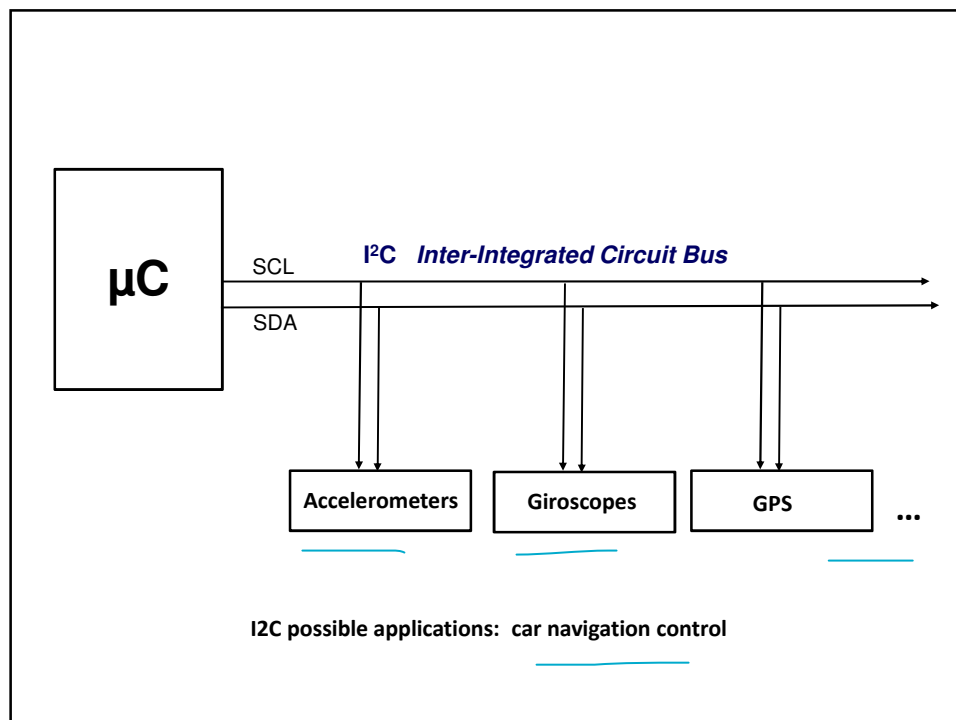 I²C Inter-Integrated Circuit Bus
SCL
µC
SDA
Accelerometers
Giroscopes
GPS
...
I2C possible applications: car navigation control